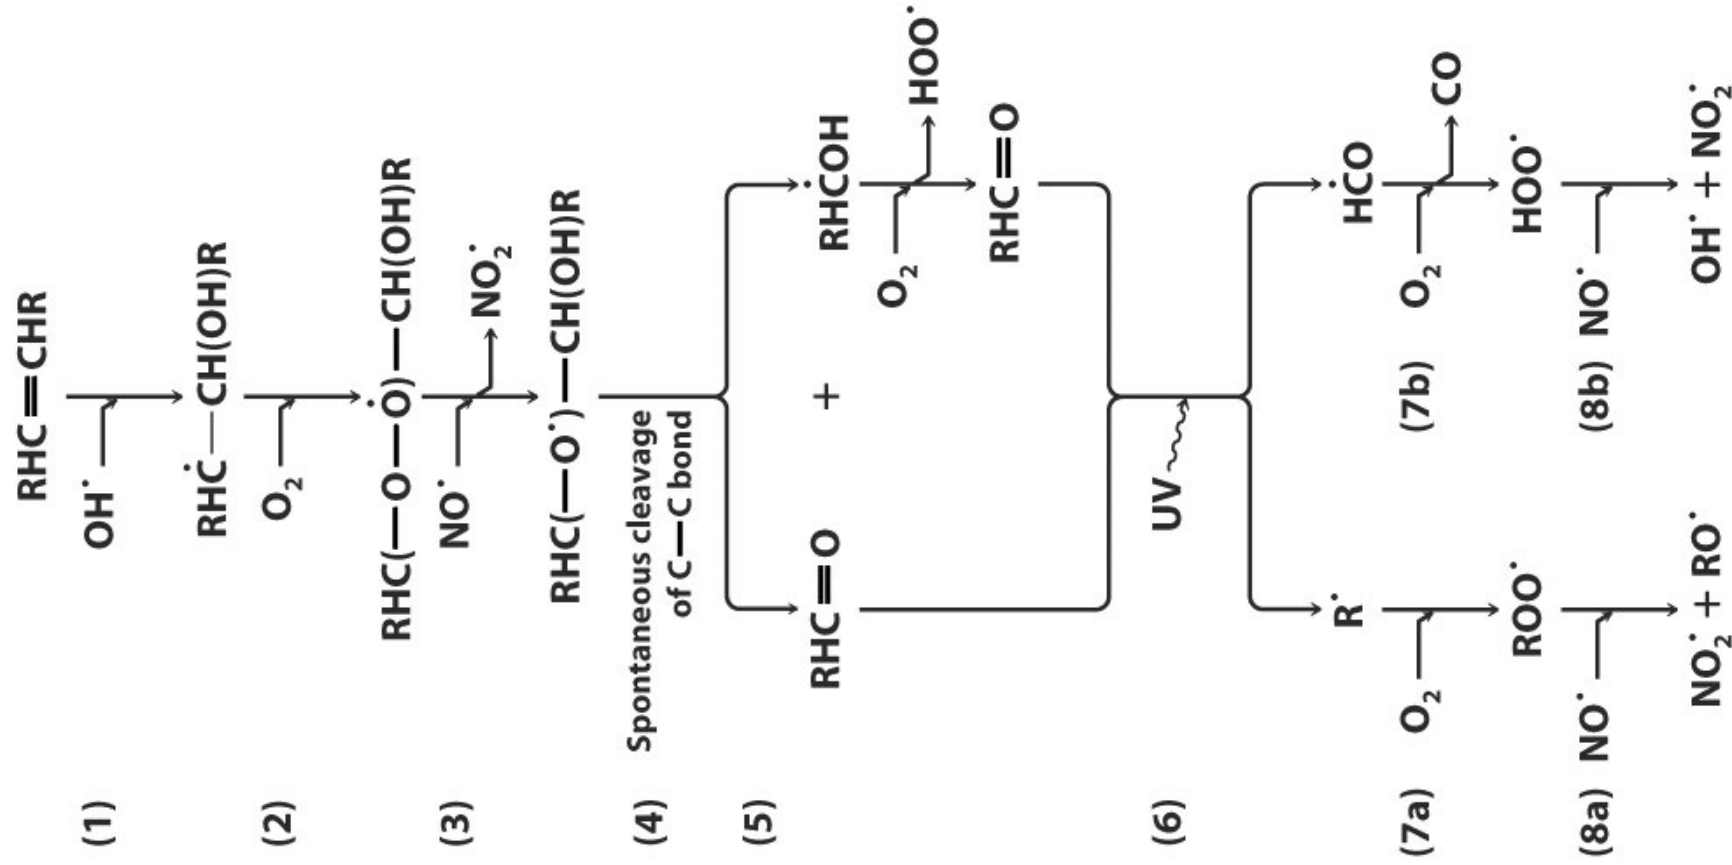 RHC=CHR
(1) OH˙
RHĊ—CH(OH)R
(2) O₂
RHC(—O—Ȯ)—CH(OH)R
(3) NO˙ NO₂˙
RHC(—O˙)—CH(OH)R
(4) Spontaneous cleavage
of C—C bond
(5) RHC=O + RHĊOH
O₂ HOO˙
RHC=O
(6) UV
R˙ HĊO
(7a) O₂ (7b) O₂ CO
ROO˙ HOO˙
(8a) NO˙ (8b) NO˙
NO₂˙ + RO˙ OH˙ + NO₂˙